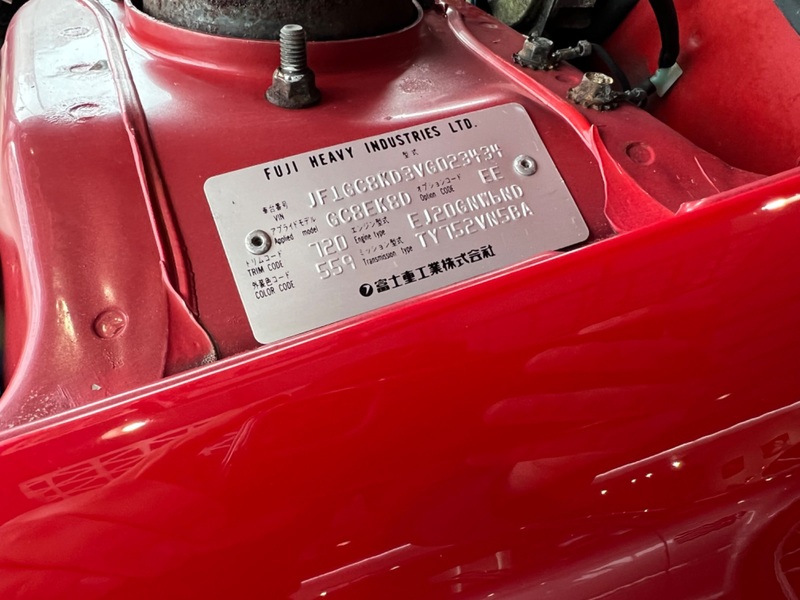 FUJI HEAVY INDUSTRIES LTD.
型式
車台番号 VIN JF1GC8KD3VG023434
アプライドモデル Applied model GC8EK8D オプションコード Option CODE EE
トリムコード TRIM CODE 720 エンジン型式 Engine type EJ20GNW6ND
外装色コード COLOR CODE 559 ミッション型式 Transmission Type TY752VN5BA
富士重工業株式会社